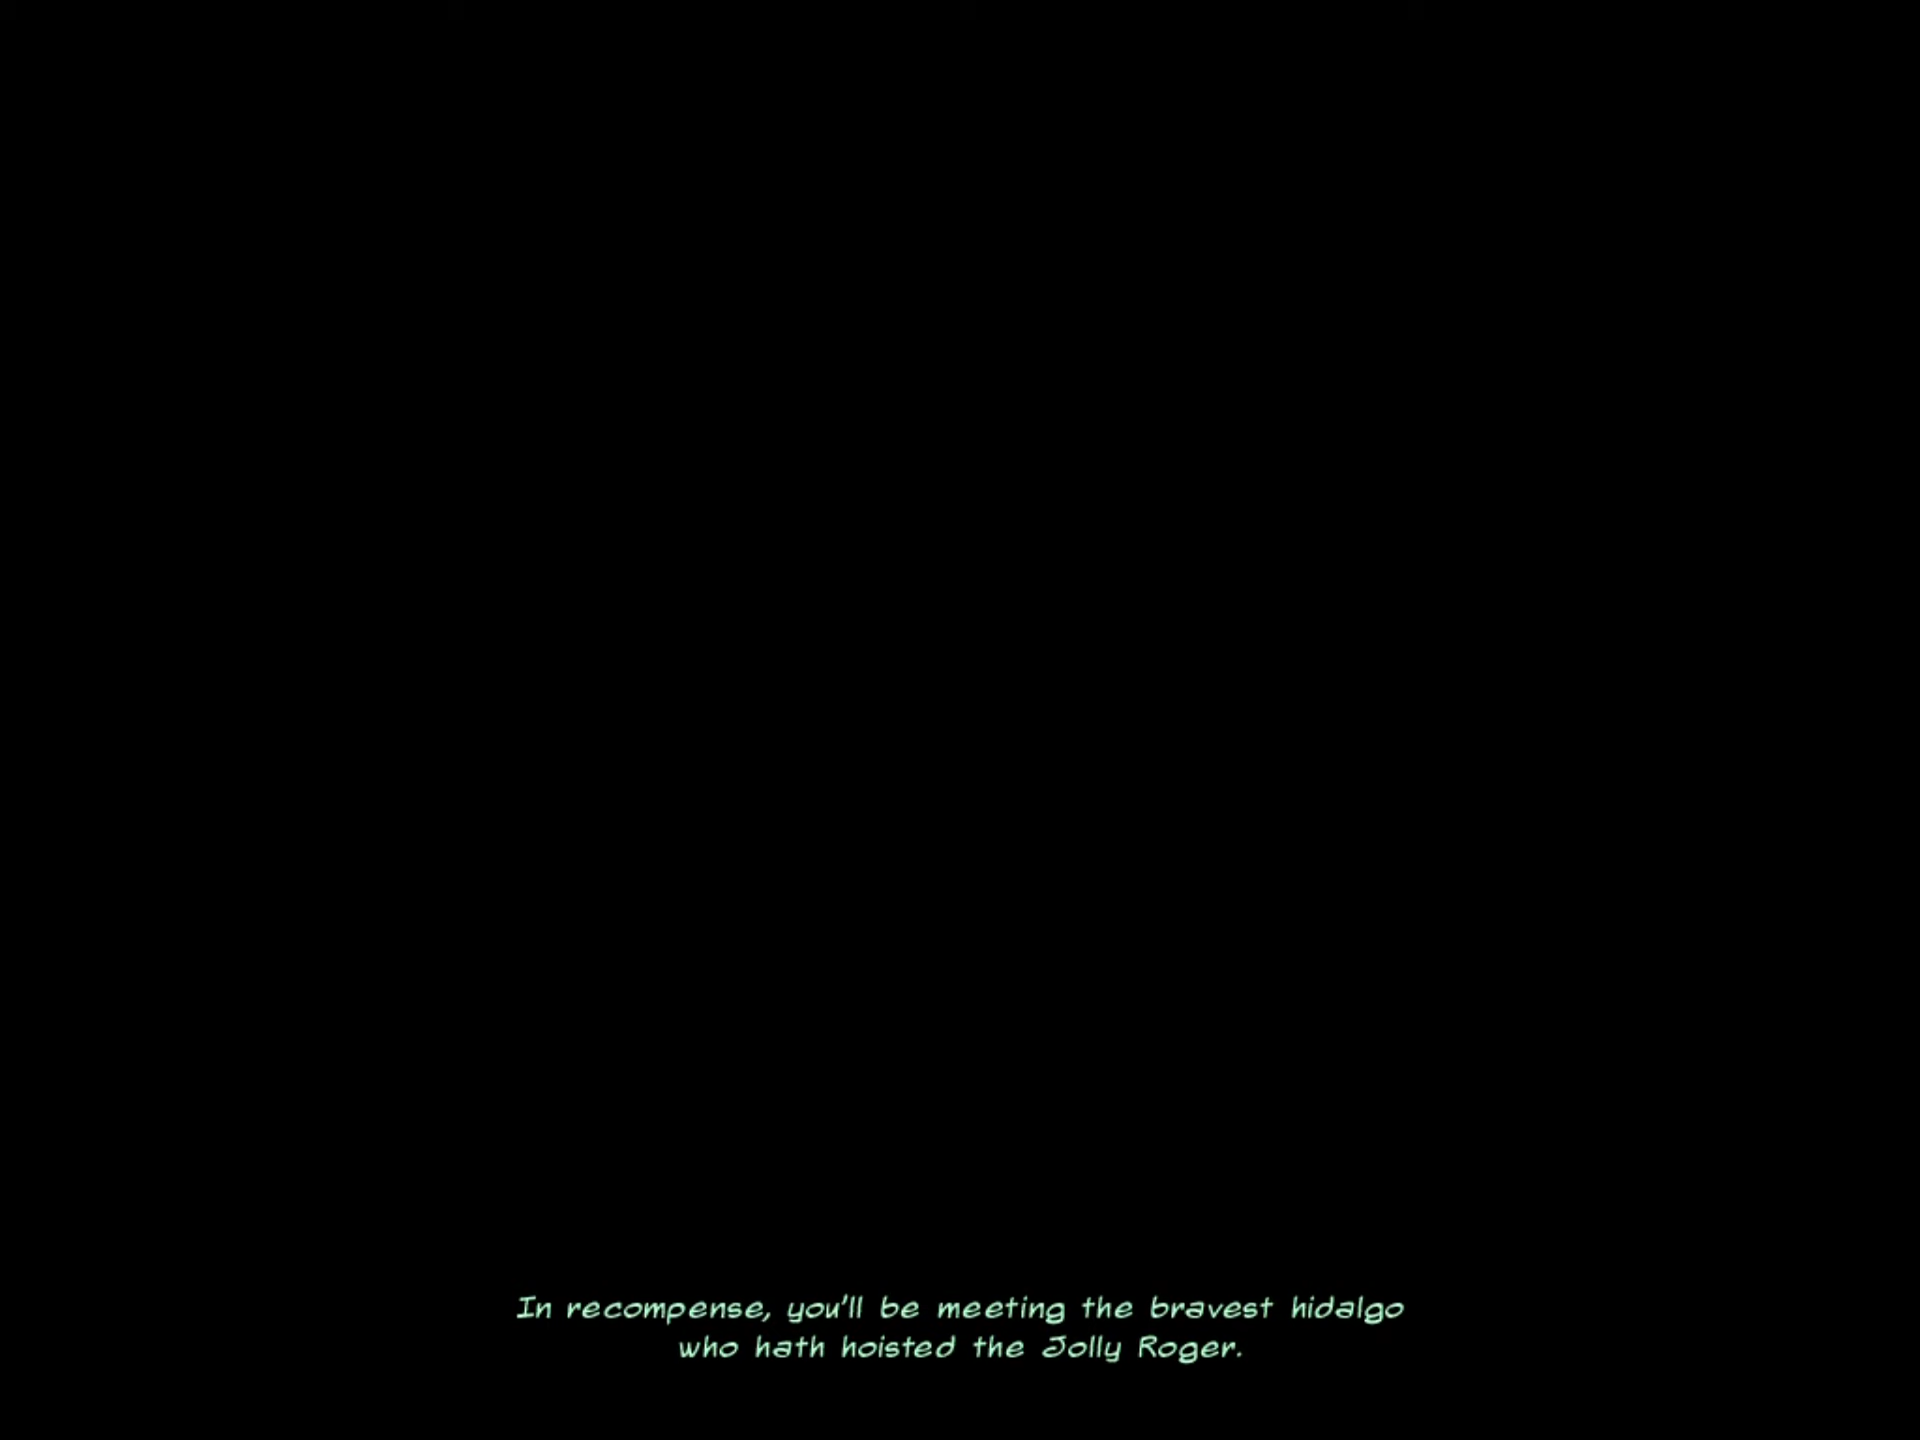 In recompense, you'll be meeting the bravest hidalgo
who hath hoisted the Jolly Roger.